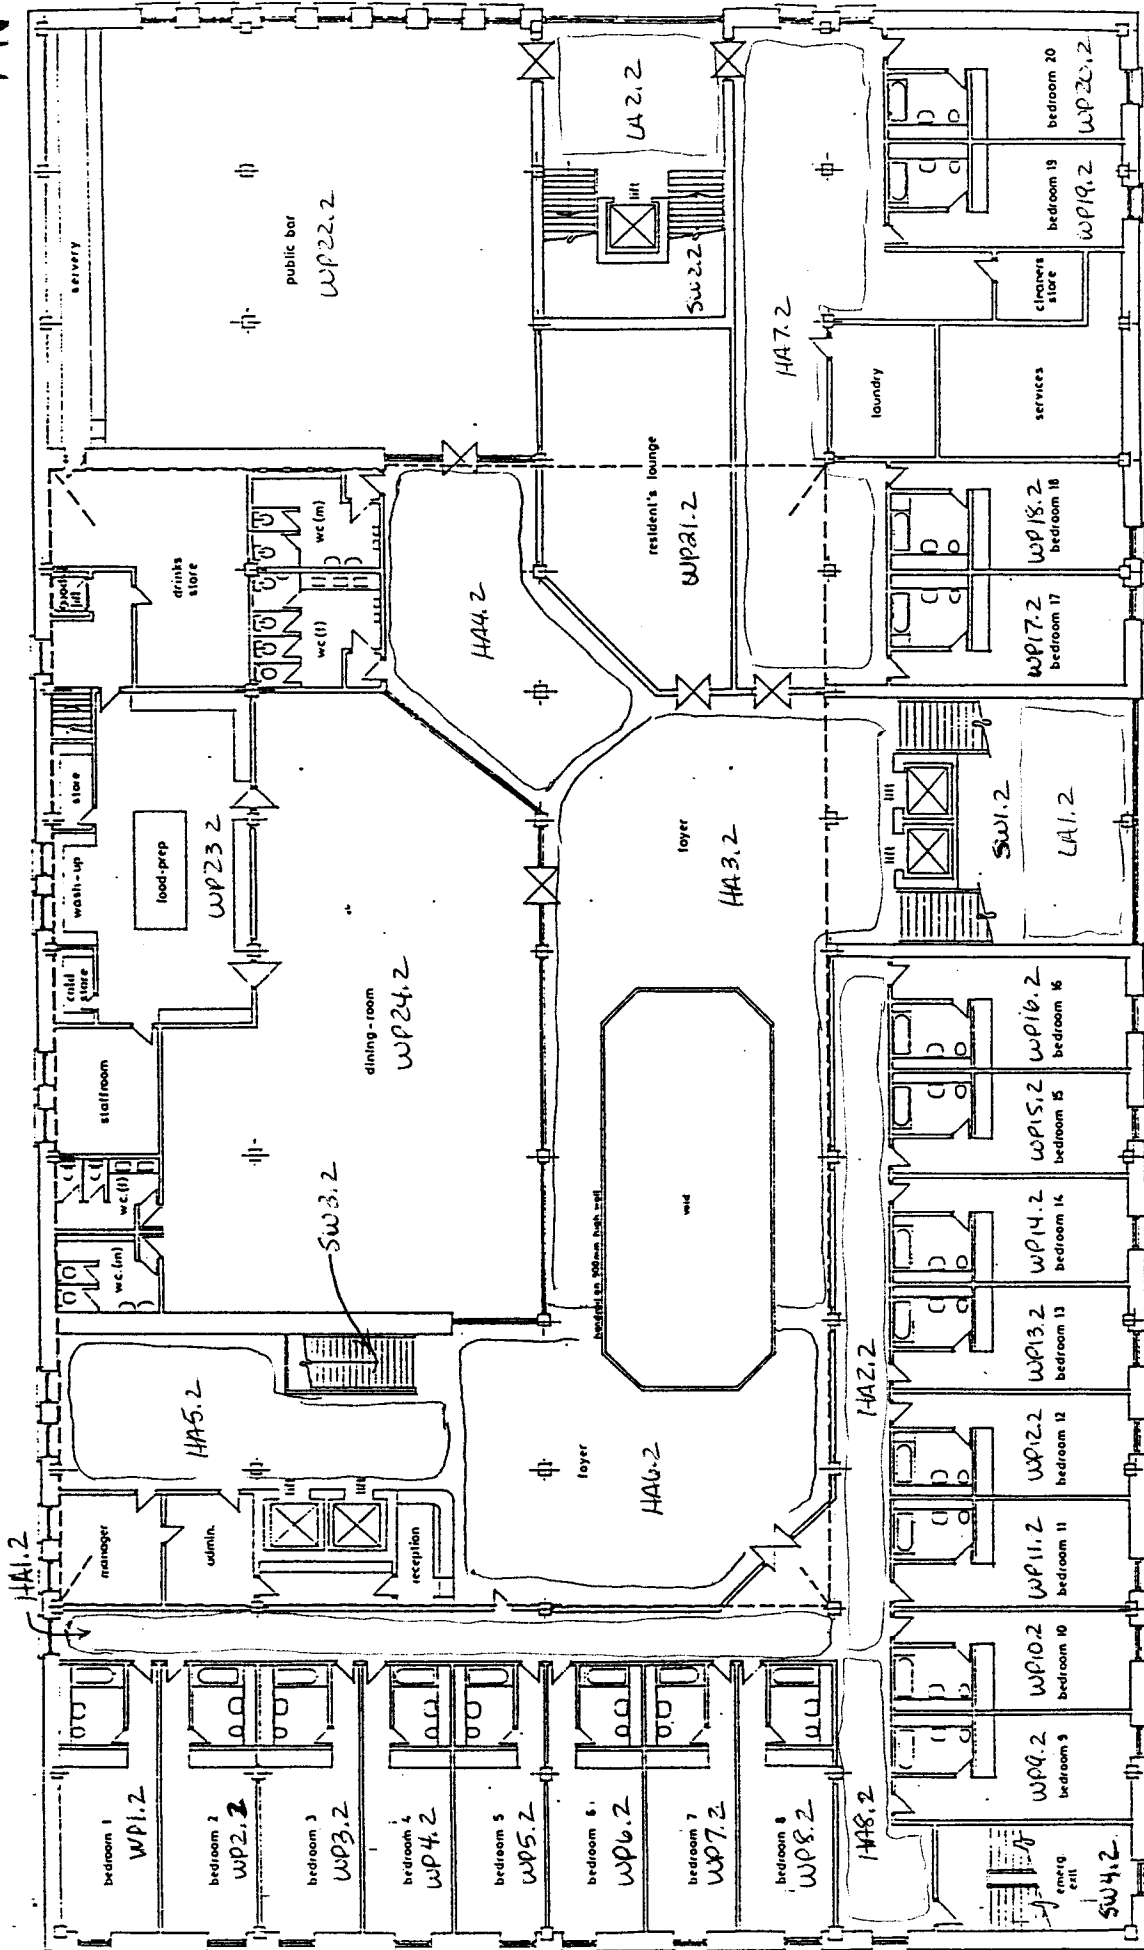 N
HA1.2
servery
public bar
WP22.2
LA2.2
lift
SW2.2
bedroom 20
WP20.2
bedroom 19
WP19.2
cleaners
store
HA7.2
laundry
services
resident's lounge
WP21.2
WP18.2
bedroom 18
WP17.2
bedroom 17
food
lift
drinks
store
wc (m)
wc (f)
HA4.2
store
wash-up
cold
store
food-prep
WP23 2
dining-room
WP24.2
foyer
HA3.2
lift
lift
SW1.2
LA1.2
staffroom
wc.(f)
wc.(m)
SW3.2
handrail on 900mm high wall
void
WP16.2
bedroom 16
WP15.2
bedroom 15
WP14.2
bedroom 14
WP13.2
bedroom 13
WP12.2
bedroom 12
WP11.2
bedroom 11
WP10.2
bedroom 10
WP9.2
bedroom 9
HA2.2
HA5.2
manager
admin.
lift
lift
reception
foyer
HA6.2
bedroom 1
WP1.2
bedroom 2
WP2.2
bedroom 3
WP3.2
bedroom 4
WP4.2
bedroom 5
WP5.2
bedroom 6
WP6.2
bedroom 7
WP7.2
bedroom 8
WP8.2
HA8.2
emerg.
exit
SW4.2